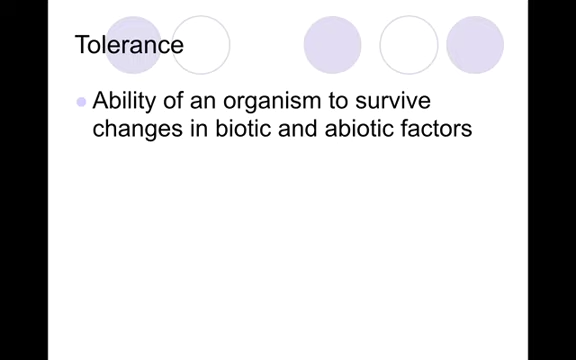 Tolerance
Ability of an organism to survive
changes in biotic and abiotic factors